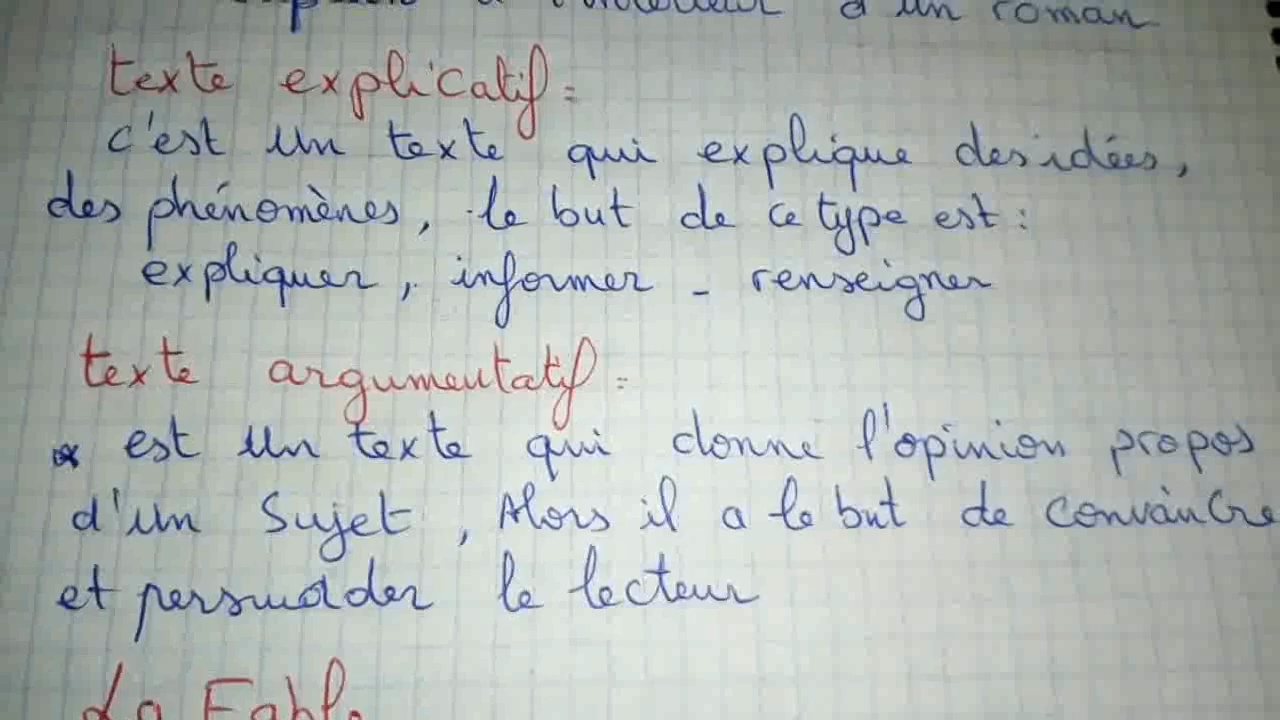 d'un roman
texte explicatif :
c'est un texte qui explique des idées,
des phénomènes, le but de ce type est :
expliquer, informer - renseigner
texte argumentatif :
est un texte qui donne l'opinion propos
d'un Sujet, Alors il a le but de convaincre
et persuader le lecteur
La Fable